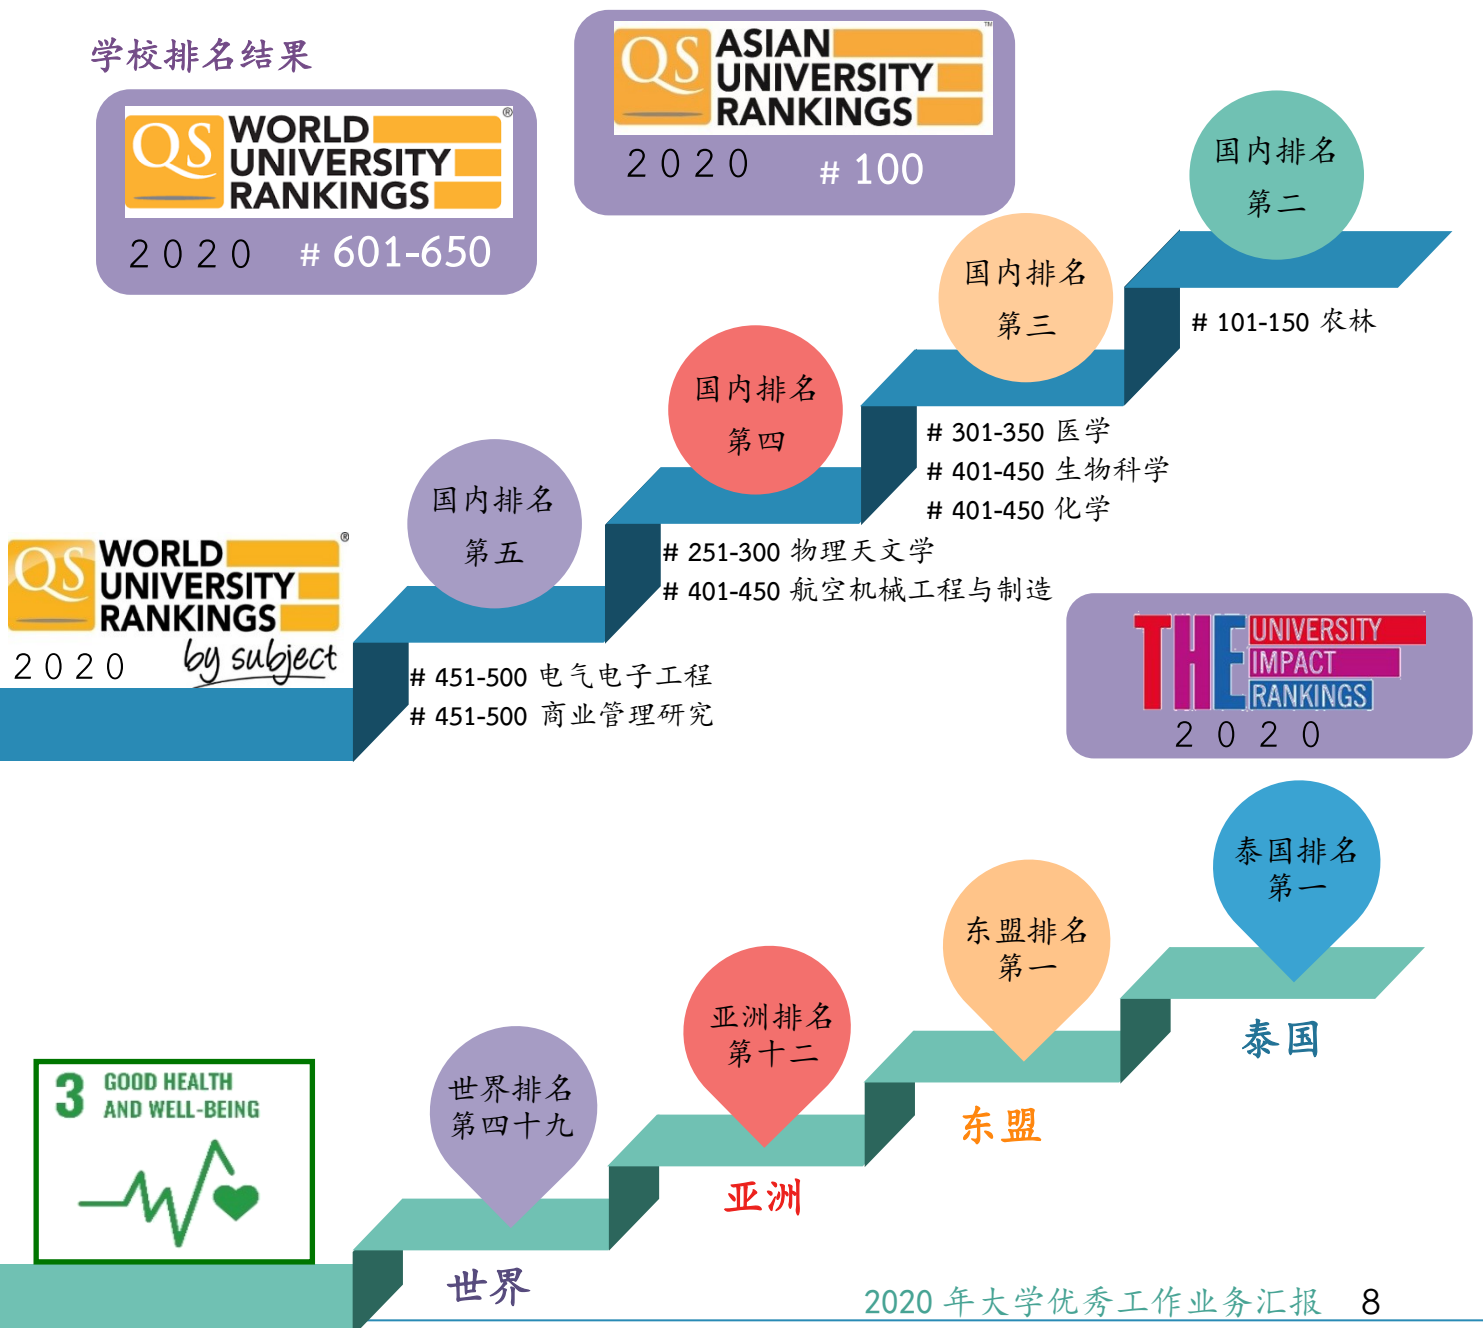 学校排名结果
QS WORLD UNIVERSITY RANKINGS ®
2020 # 601-650
QS ASIAN UNIVERSITY RANKINGS ™
2020 # 100
国内排名
第二
# 101-150 农林
国内排名
第三
# 301-350 医学
# 401-450 生物科学
# 401-450 化学
国内排名
第四
# 251-300 物理天文学
# 401-450 航空机械工程与制造
国内排名
第五
# 451-500 电气电子工程
# 451-500 商业管理研究
QS WORLD UNIVERSITY RANKINGS ®
by subject
2020
THE UNIVERSITY IMPACT RANKINGS
2020
泰国排名
第一
泰国
东盟排名
第一
东盟
亚洲排名
第十二
亚洲
世界排名
第四十九
世界
3 GOOD HEALTH
AND WELL-BEING
2020 年大学优秀工作业务汇报 8